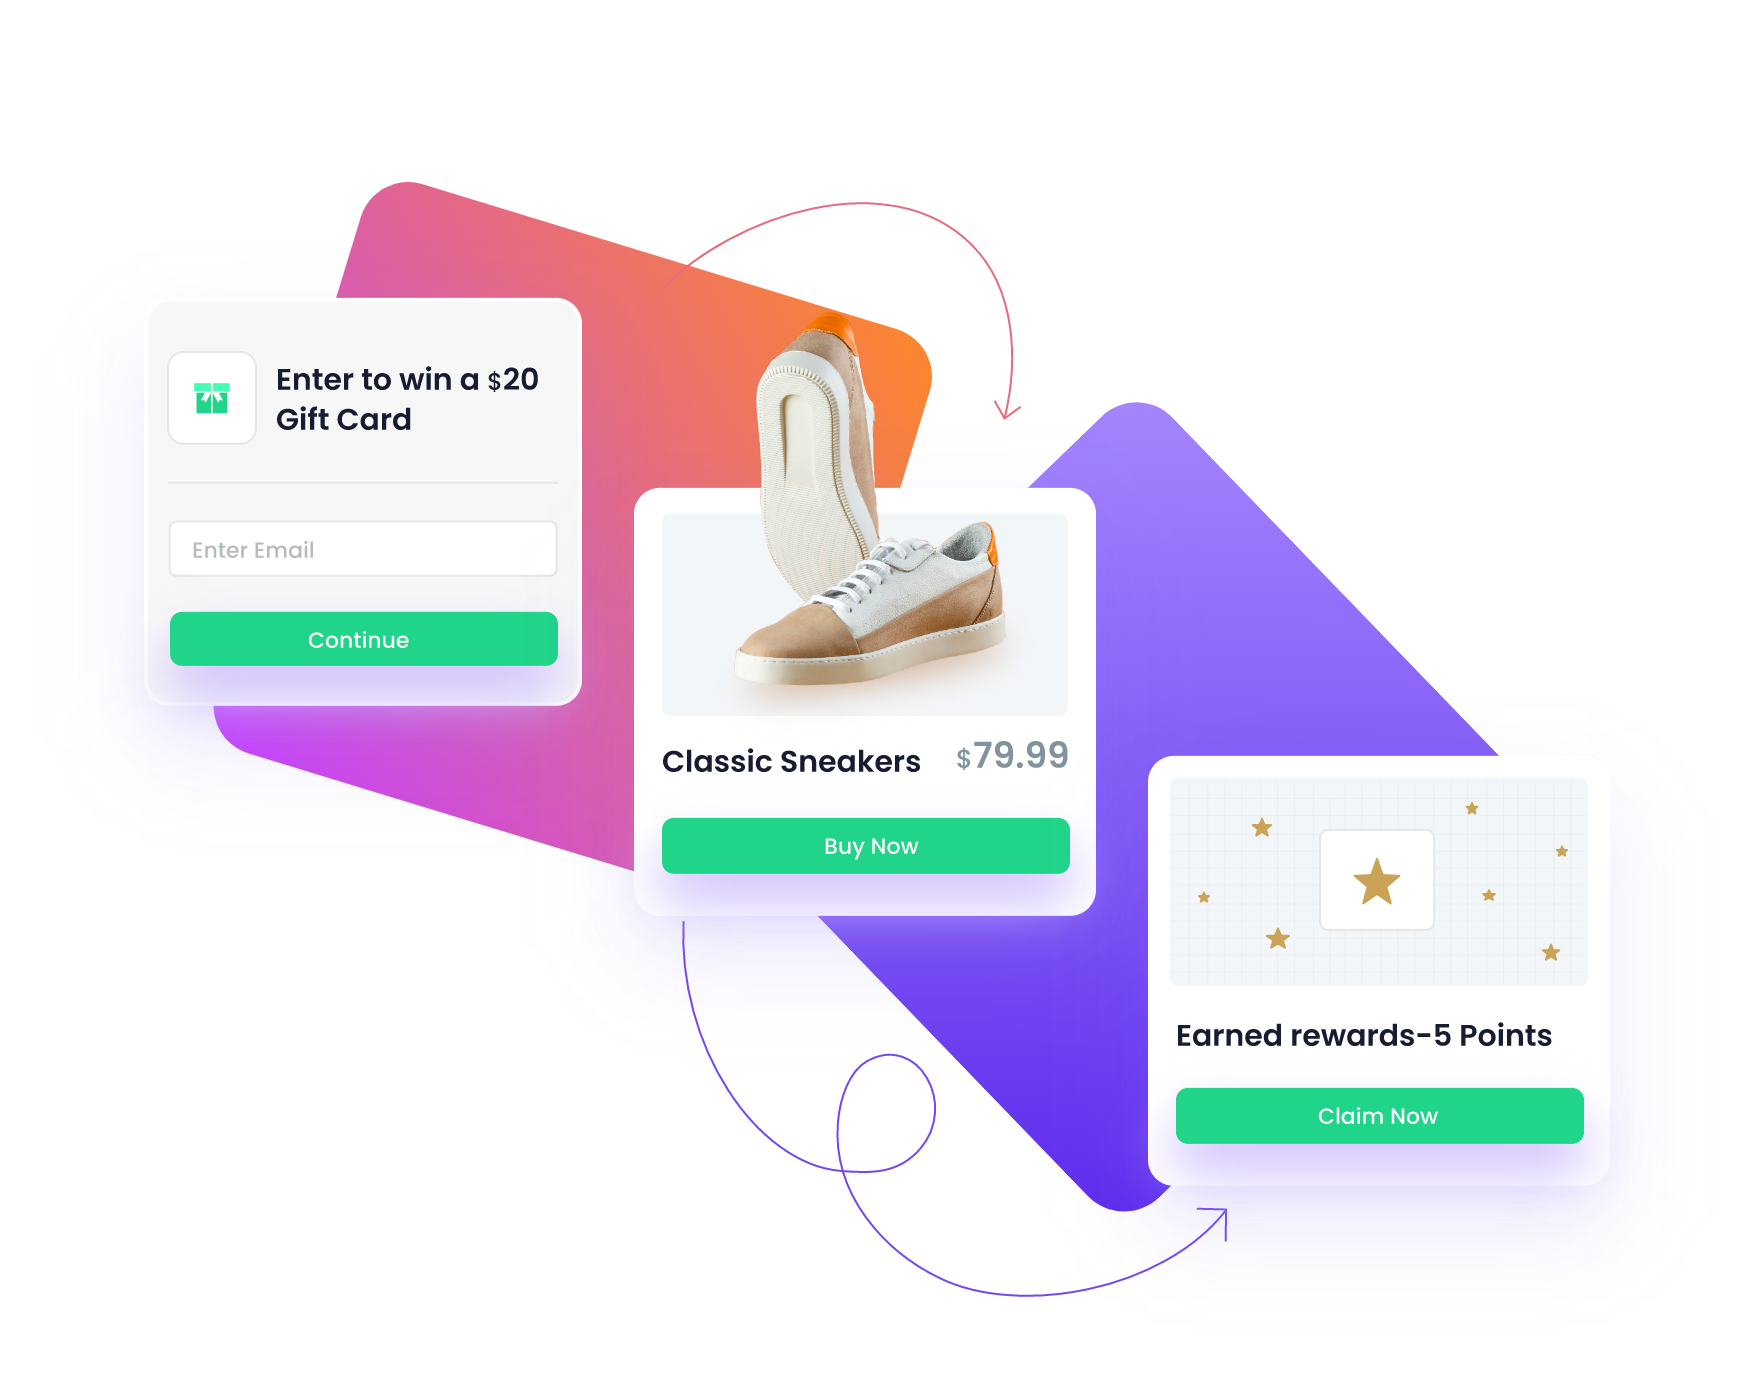 Enter to win a $20
Gift Card
Enter Email
Continue
Classic Sneakers $79.99
Buy Now
Earned rewards-5 Points
Claim Now